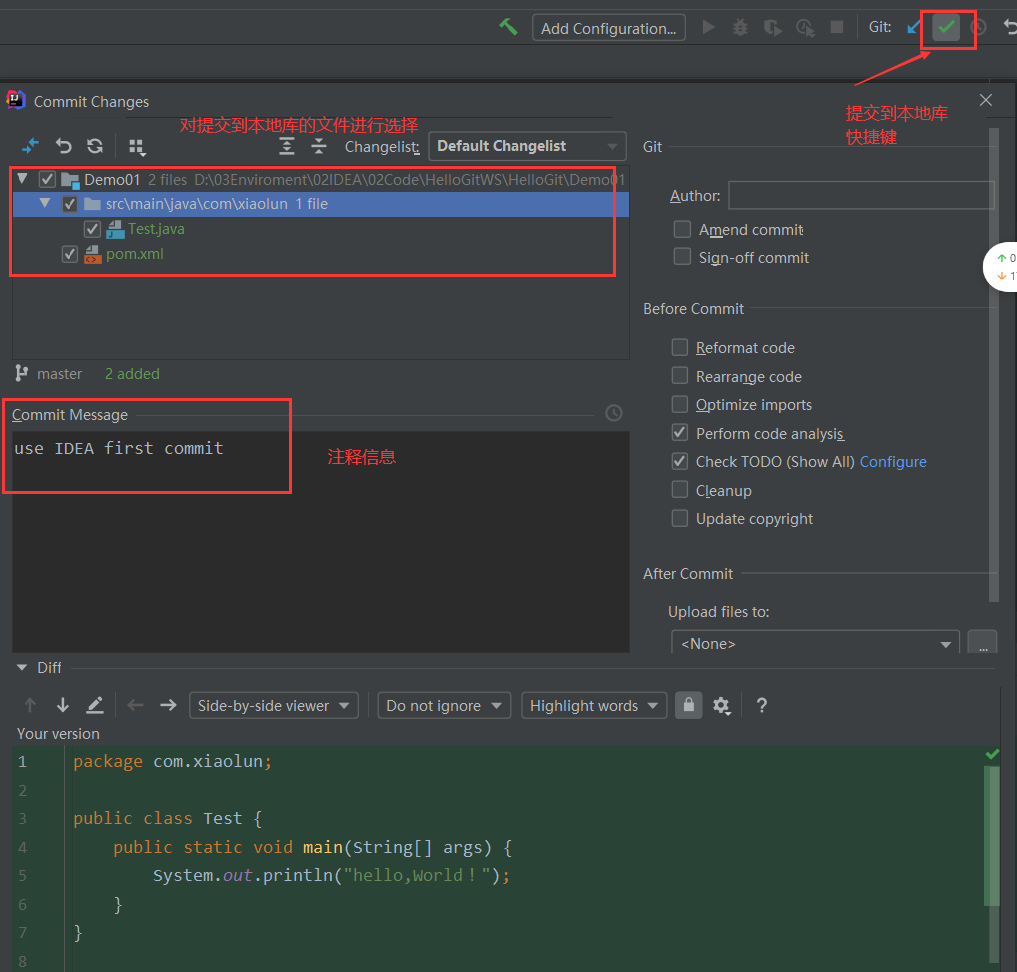 Add Configuration...
Git:
Commit Changes
提交到本地库
快捷键
对提交到本地库的文件进行选择
Changelist:
Default Changelist
Git
Demo01 2 files D:\03Enviroment\02IDEA\02Code\HelloGitWS\HelloGit\Demo01
src\main\java\com\xiaolun 1 file
Test.java
pom.xml
Author:
Amend commit
Sign-off commit
0
Before Commit
Reformat code
Rearrange code
Optimize imports
Perform code analysis
Check TODO (Show All) Configure
Cleanup
Update copyright
master 2 added
Commit Message
use IDEA first commit
注释信息
After Commit
Upload files to:
<None>
...
Diff
Side-by-side viewer
Do not ignore
Highlight words
?
Your version
1 package com.xiaolun;
2
3 public class Test {
4 public static void main(String[] args) {
5 System.out.println("hello,World！");
6 }
7 }
8